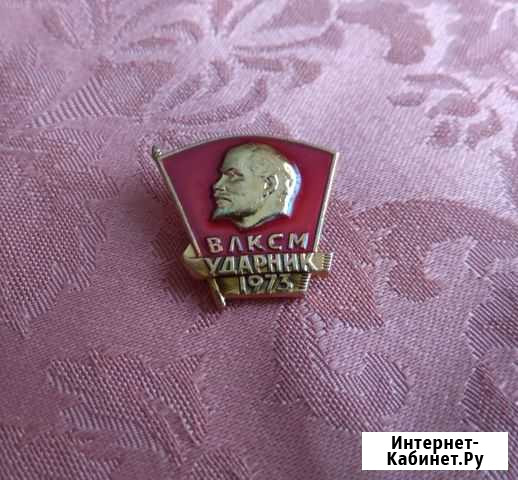 ВЛКСМ
УДАРНИК
1973
Интернет-
Кабинет.Ру